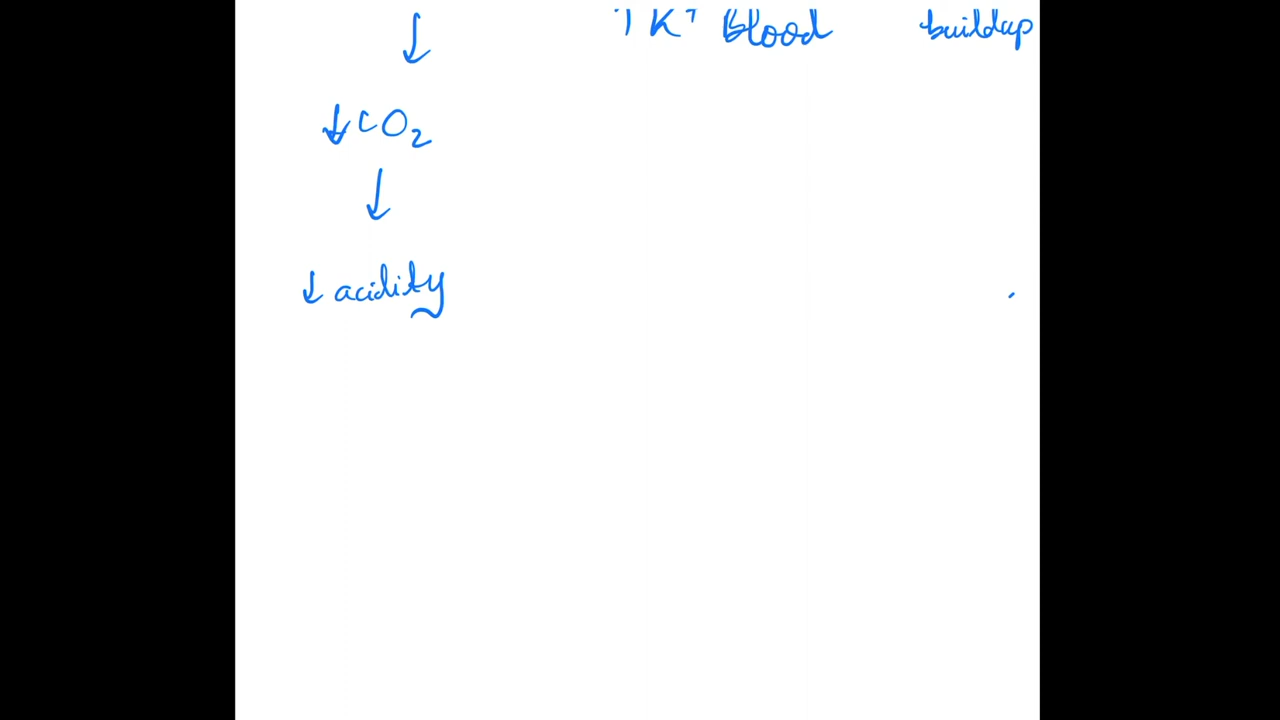 ↑ K⁺ Blood buildup
↓
↓ CO₂
↓
↓ acidity